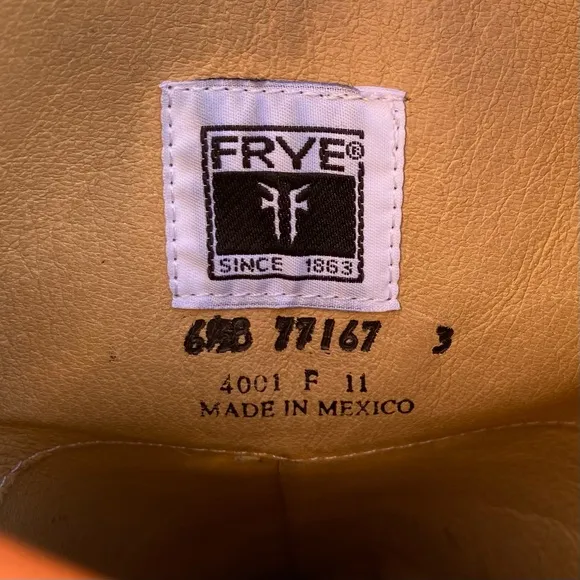 FRYE®
SINCE 1863
77167 3
4001 F 11
MADE IN MEXICO